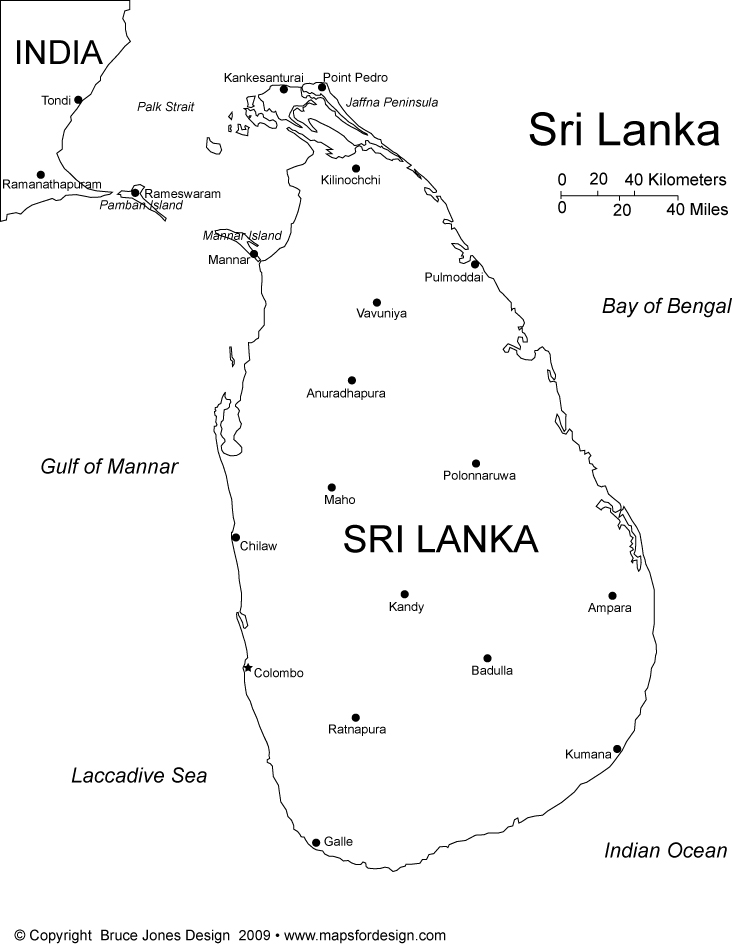 INDIA
Kankesanturai
Point Pedro
Tondi
Palk Strait
Jaffna Peninsula
Sri Lanka
Ramanathapuram
Rameswaram
Pamban Island
Kilinochchi
0 20 40 Kilometers
0 20 40 Miles
Mannar Island
Mannar
Pulmoddai
Vavuniya
Bay of Bengal
Anuradhapura
Gulf of Mannar
Polonnaruwa
Maho
SRI LANKA
Chilaw
Kandy
Ampara
Colombo
Badulla
Ratnapura
Kumana
Laccadive Sea
Galle
Indian Ocean
© Copyright Bruce Jones Design 2009 • www.mapsfordesign.com